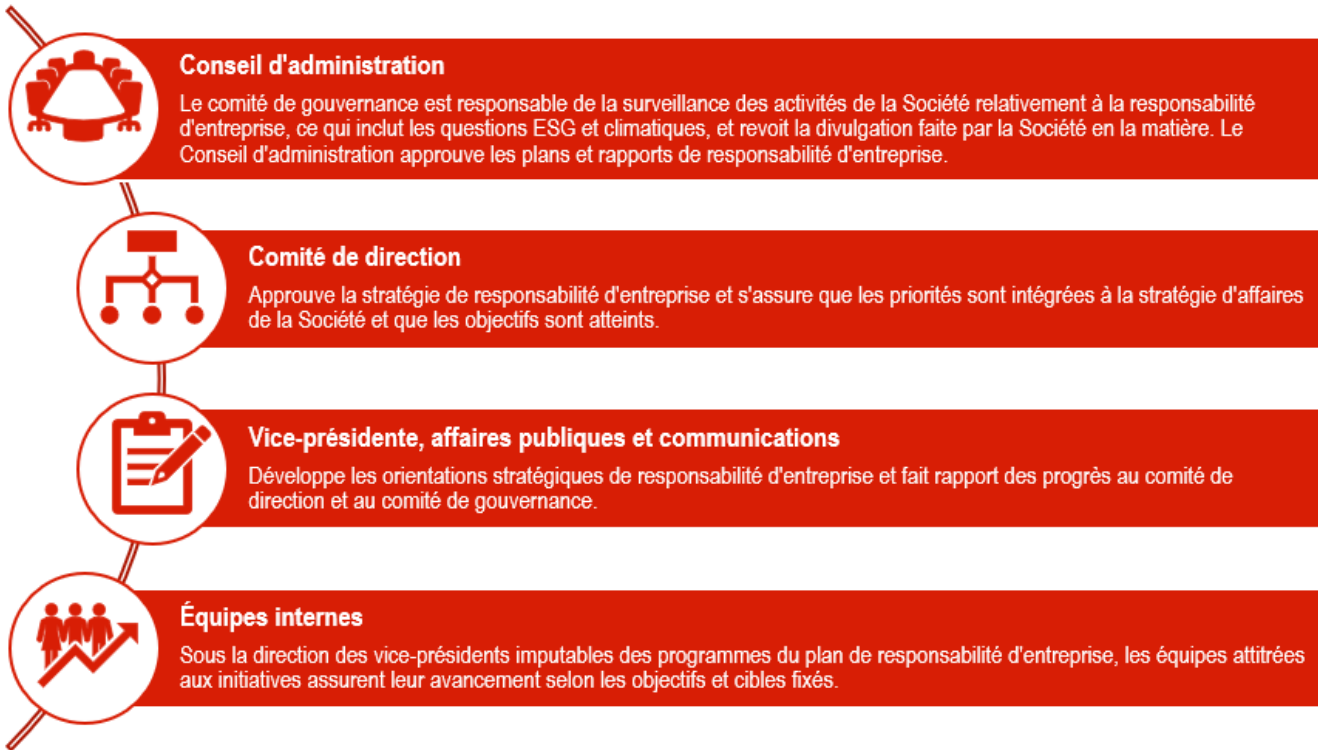 Conseil d'administration
Le comité de gouvernance est responsable de la surveillance des activités de la Société relativement à la responsabilité
d'entreprise, ce qui inclut les questions ESG et climatiques, et revoit la divulgation faite par la Société en la matière. Le
Conseil d'administration approuve les plans et rapports de responsabilité d'entreprise.
Comité de direction
Approuve la stratégie de responsabilité d'entreprise et s'assure que les priorités sont intégrées à la stratégie d'affaires
de la Société et que les objectifs sont atteints.
Vice-présidente, affaires publiques et communications
Développe les orientations stratégiques de responsabilité d'entreprise et fait rapport des progrès au comité de
direction et au comité de gouvernance.
Équipes internes
Sous la direction des vice-présidents imputables des programmes du plan de responsabilité d'entreprise, les équipes attitrées
aux initiatives assurent leur avancement selon les objectifs et cibles fixés.